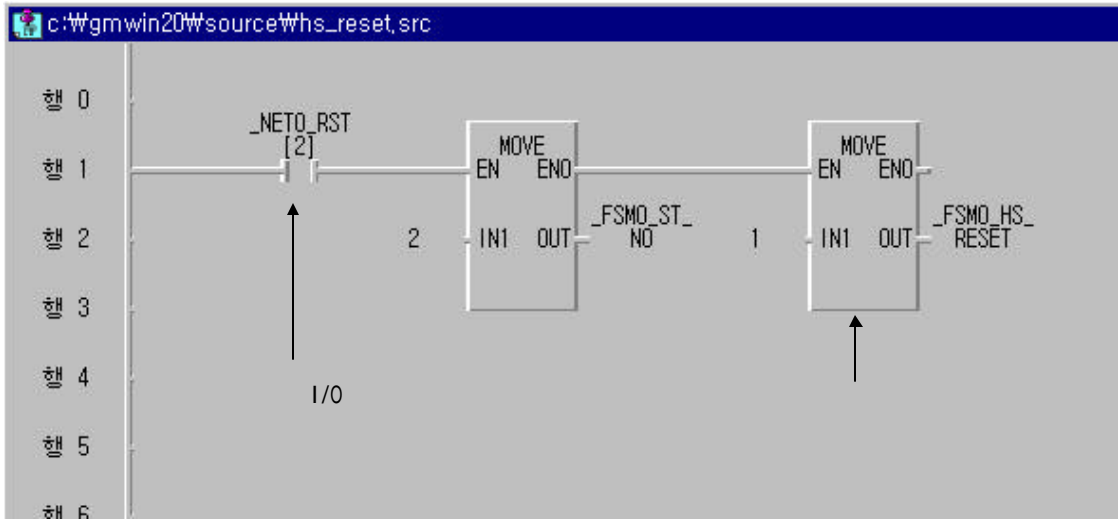 c:₩gmwin20₩source₩hs_reset,src
행 0
_NET0_RST
[2]
MOVE
MOVE
행 1
EN ENO
EN ENO
행 2
2
IN1 OUT
_FSM0_ST_
NO
1
IN1 OUT
_FSM0_HS_
RESET
행 3
행 4
I/0
행 5
행 6